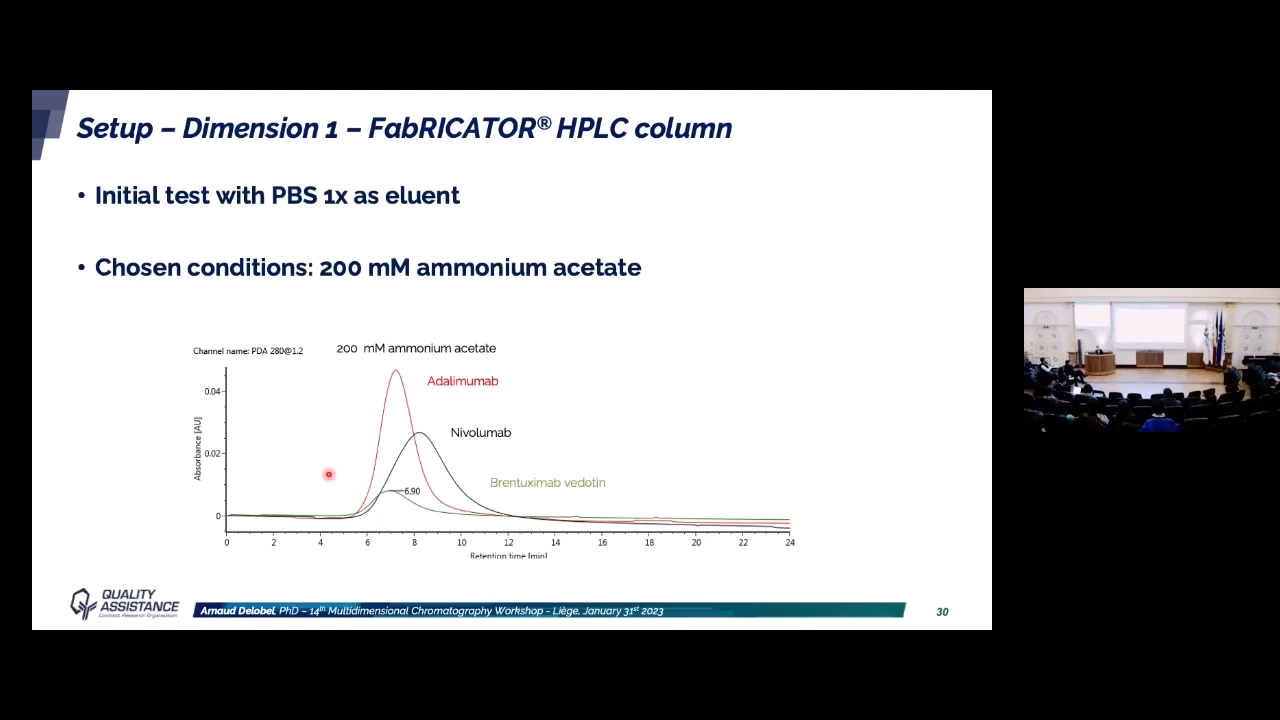 Setup – Dimension 1 – FabRICATOR® HPLC column
• Initial test with PBS 1x as eluent
• Chosen conditions: 200 mM ammonium acetate
Channel name: PDA 280@1.2
200 mM ammonium acetate
Adalimumab
Nivolumab
Brentuximab vedotin
6.90
Absorbance [AU]
0.04
0.02
0
0 2 4 6 8 10 12 14 16 18 20 22 24
Retention time [min]
QUALITY
ASSISTANCE
Contract Research Organisation
Arnaud Delobel, PhD – 14th Multidimensional Chromatography Workshop - Liège, January 31st 2023
30